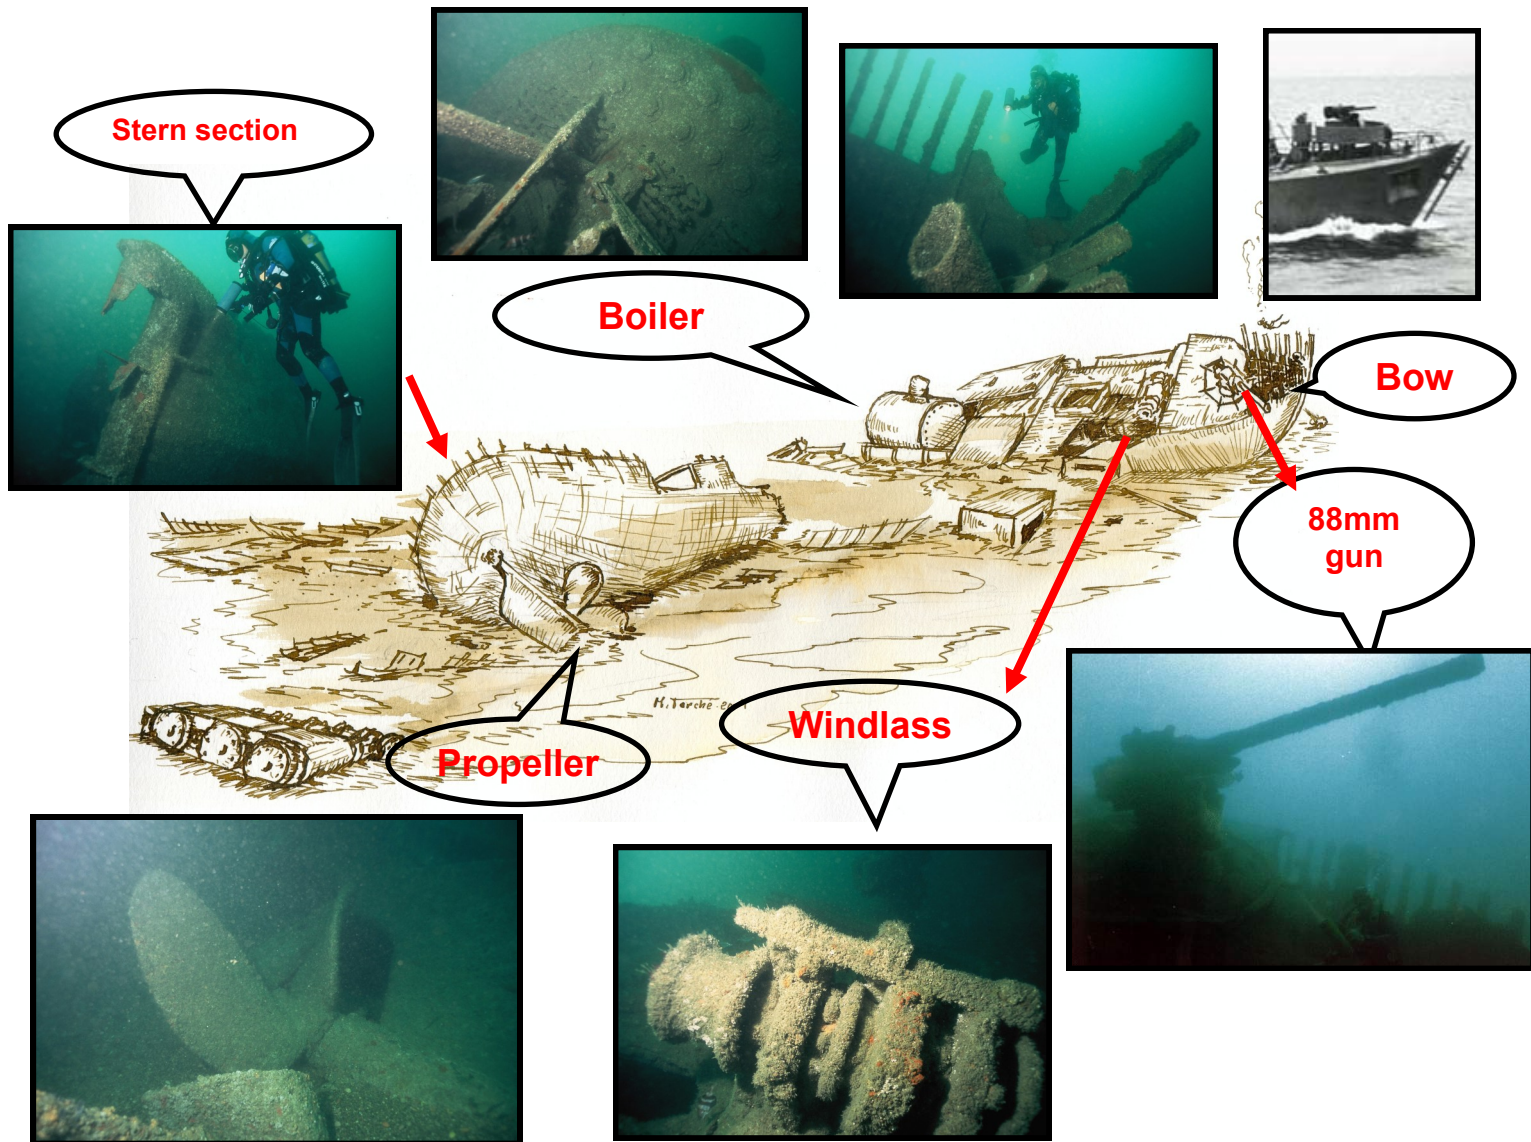 Stern section
Boiler
Bow
88mm
gun
Windlass
Propeller